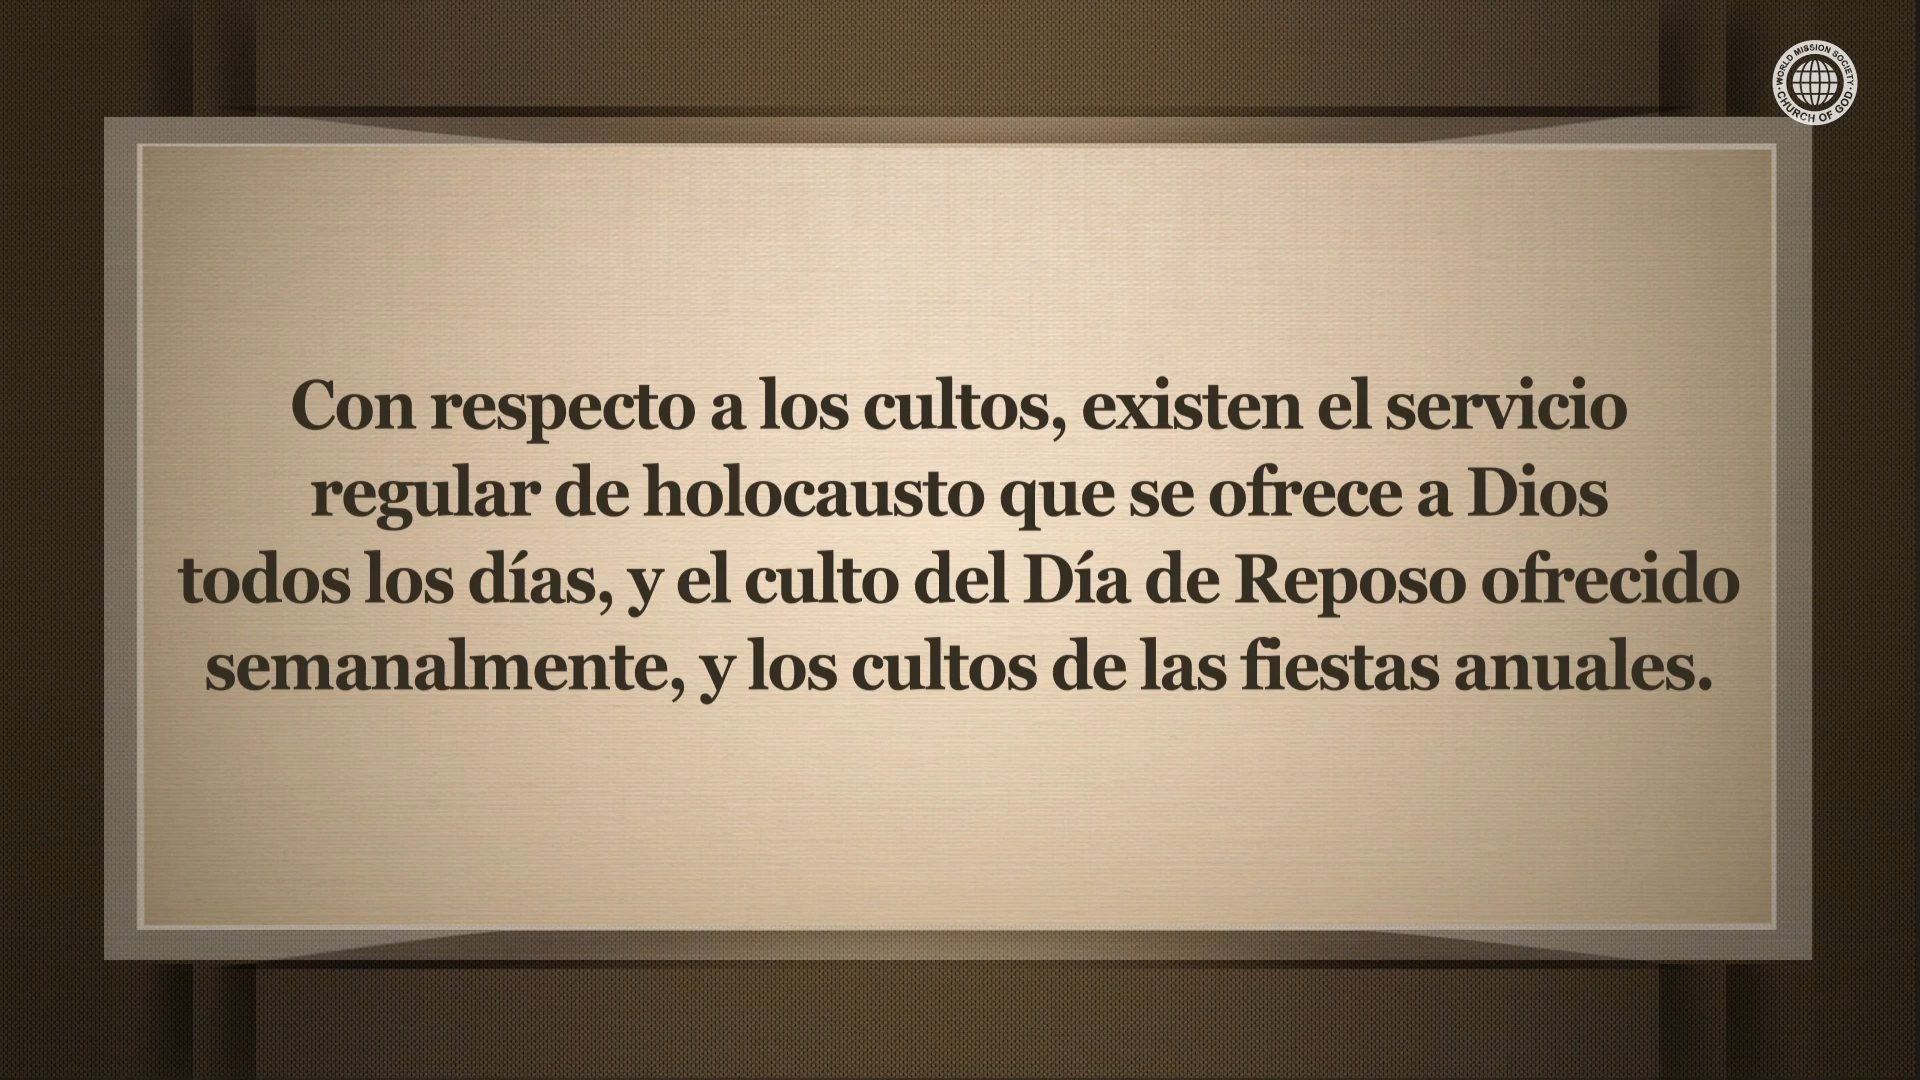 WORLD MISSION SOCIETY
CHURCH OF GOD
Con respecto a los cultos, existen el servicio
regular de holocausto que se ofrece a Dios
todos los días, y el culto del Día de Reposo ofrecido
semanalmente, y los cultos de las fiestas anuales.